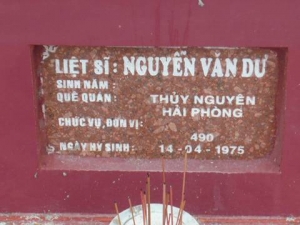 LIỆT SĨ : NGUYỄN VĂN DƯ
SINH NĂM :
QUÊ QUÁN : THỦY NGUYÊN
HẢI PHÒNG
CHỨC VỤ, ĐƠN VỊ : 490
NGÀY HY SINH : 14-04-1975